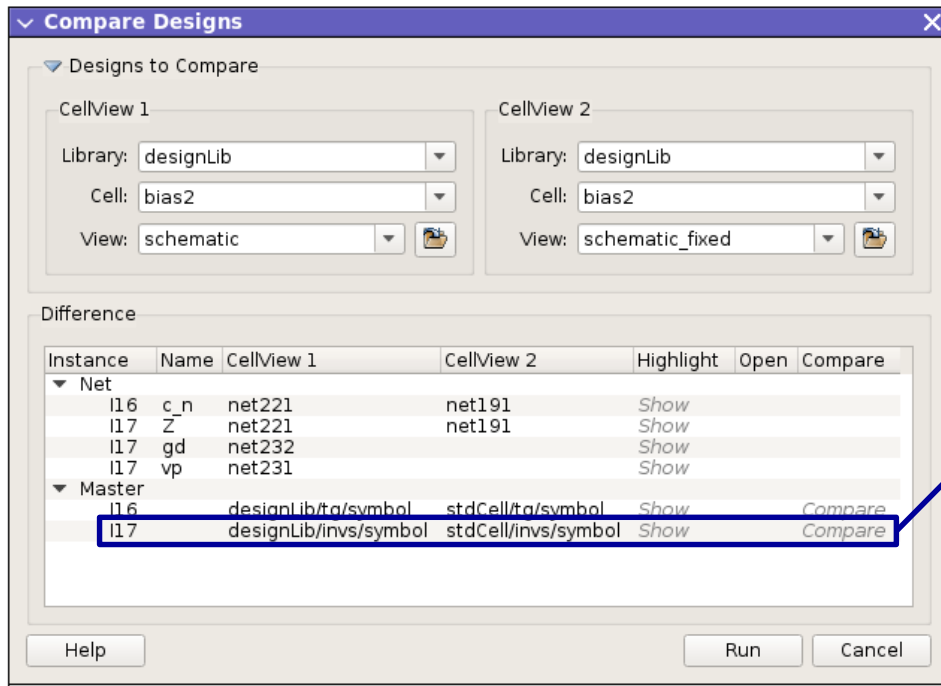 Compare Designs
Designs to Compare
CellView 1
CellView 2
Library: designLib
Library: designLib
Cell: bias2
Cell: bias2
View: schematic
View: schematic_fixed
Difference
Instance Name CellView 1 CellView 2 Highlight Open Compare
Net
I16 c_n net221 net191 Show
I17 Z net221 net191 Show
I17 gd net232 Show
I17 vp net231 Show
Master
I16 designLib/tg/symbol stdCell/tg/symbol Show Compare
I17 designLib/invs/symbol stdCell/invs/symbol Show Compare
Help Run Cancel